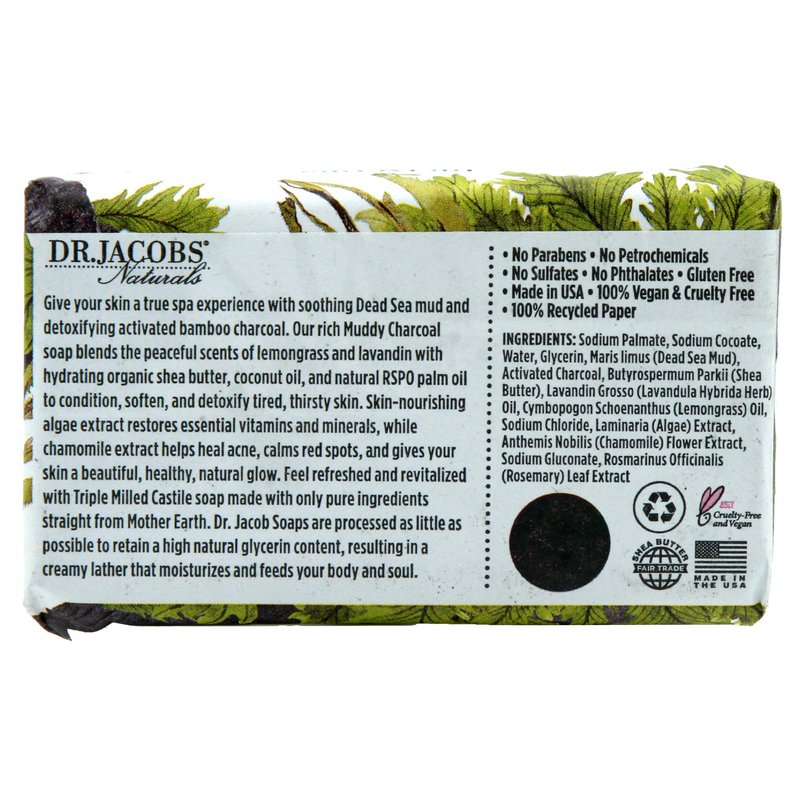 DR.JACOBS®
Naturals
Give your skin a true spa experience with soothing Dead Sea mud and
detoxifying activated bamboo charcoal. Our rich Muddy Charcoal
soap blends the peaceful scents of lemongrass and lavandin with
hydrating organic shea butter, coconut oil, and natural RSPO palm oil
to condition, soften, and detoxify tired, thirsty skin. Skin-nourishing
algae extract restores essential vitamins and minerals, while
chamomile extract helps heal acne, calms red spots, and gives your
skin a beautiful, healthy, natural glow. Feel refreshed and revitalized
with Triple Milled Castile soap made with only pure ingredients
straight from Mother Earth. Dr. Jacob Soaps are processed as little as
possible to retain a high natural glycerin content, resulting in a
creamy lather that moisturizes and feeds your body and soul.
• No Parabens • No Petrochemicals
• No Sulfates • No Phthalates • Gluten Free
• Made in USA • 100% Vegan & Cruelty Free
• 100% Recycled Paper
INGREDIENTS: Sodium Palmate, Sodium Cocoate,
Water, Glycerin, Maris limus (Dead Sea Mud),
Activated Charcoal, Butyrospermum Parkii (Shea
Butter), Lavandin Grosso (Lavandula Hybrida Herb)
Oil, Cymbopogon Schoenanthus (Lemongrass) Oil,
Sodium Chloride, Laminaria (Algae) Extract,
Anthemis Nobilis (Chamomile) Flower Extract,
Sodium Gluconate, Rosmarinus Officinalis
(Rosemary) Leaf Extract
Cruelty-Free
and Vegan
SHEA BUTTER
FAIR TRADE
MADE IN
THE USA